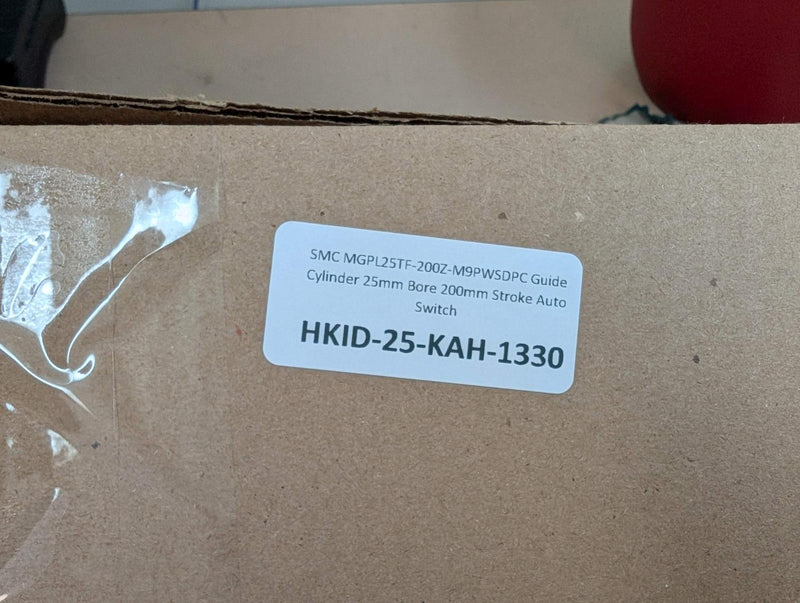 SMC MGPL25TF-200Z-M9PWSDPC Guide
Cylinder 25mm Bore 200mm Stroke Auto
Switch
HKID-25-KAH-1330